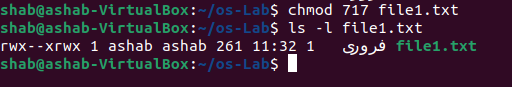 shab@ashab-VirtualBox:~/os-Lab$ chmod 717 file1.txt
shab@ashab-VirtualBox:~/os-Lab$ ls -l file1.txt
rwx--xrwx 1 ashab ashab 261 11:32 1 فروری file1.txt
shab@ashab-VirtualBox:~/os-Lab$